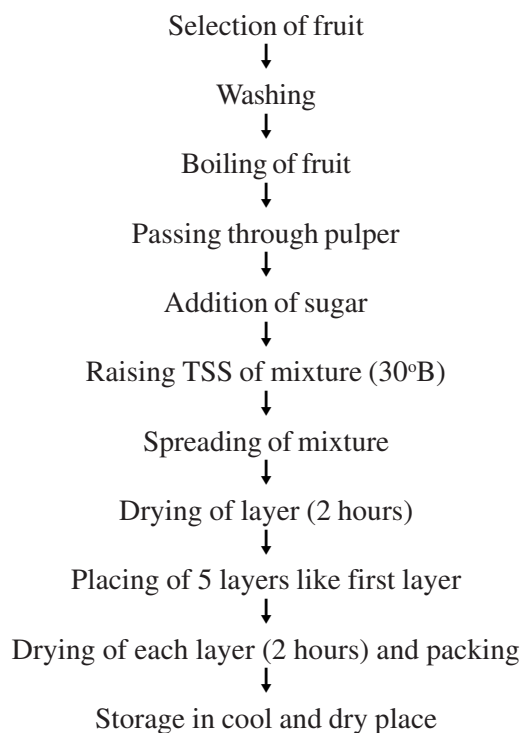 Selection of fruit
Washing
Boiling of fruit
Passing through pulper
Addition of sugar
Raising TSS of mixture (30°B)
Spreading of mixture
Drying of layer (2 hours)
Placing of 5 layers like first layer
Drying of each layer (2 hours) and packing
Storage in cool and dry place